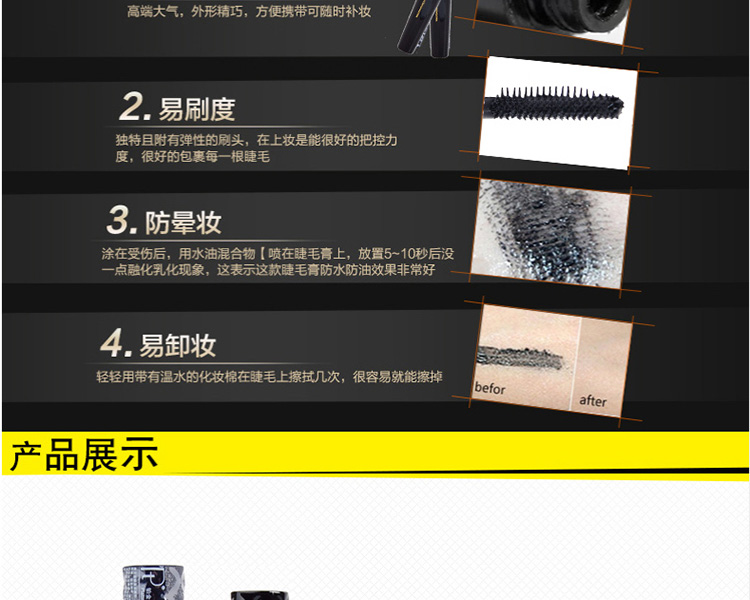 高端大气，外形精巧，方便携带可随时补妆
2.易刷度
独特且附有弹性的刷头，在上妆是能很好的把控力
度，很好的包裹每一根睫毛
3.防晕妆
涂在受伤后，用水油混合物【喷在睫毛膏上，放置5~10秒后没
一点融化乳化现象，这表示这款睫毛膏防水防油效果非常好
4.易卸妆
轻轻用带有温水的化妆棉在睫毛上擦拭几次，很容易就能擦掉
befor
after
产品展示